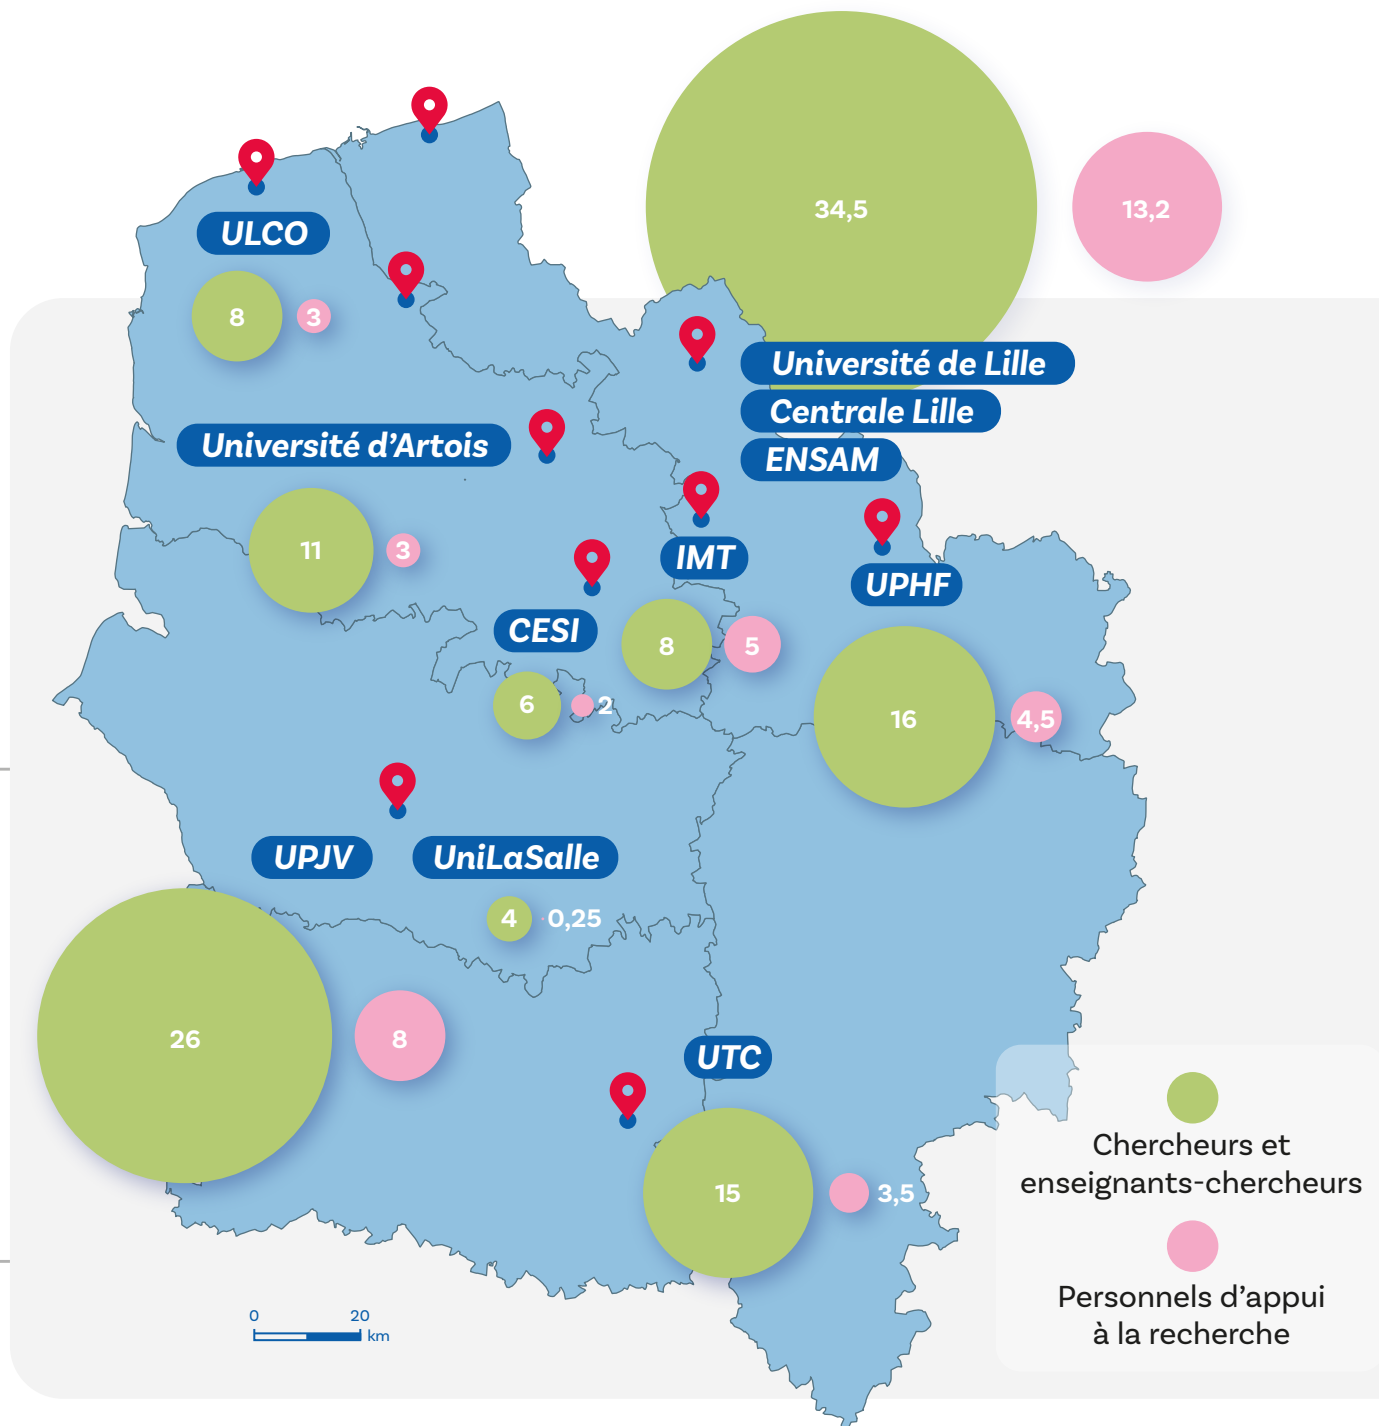 34,5
13,2
ULCO
8
3
Université de Lille
Centrale Lille
ENSAM
Université d'Artois
11
3
IMT
8
5
UPHF
16
4,5
CESI
6
2
UPJV
26
8
UniLaSalle
4
0,25
UTC
15
3,5
Chercheurs et
enseignants-chercheurs
Personnels d'appui
à la recherche
0
20
km